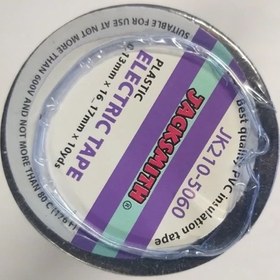 SUITABLE FOR USE AT NOT MORE THAN 600V AND NOT MORE THAN 80 C (176 F)
PLASTIC
ELECTRIC TAPE
0.13mm x 16.17mm x 10yds
JACKSMITH®
JK210-5060
Best quality PVC insulation tape